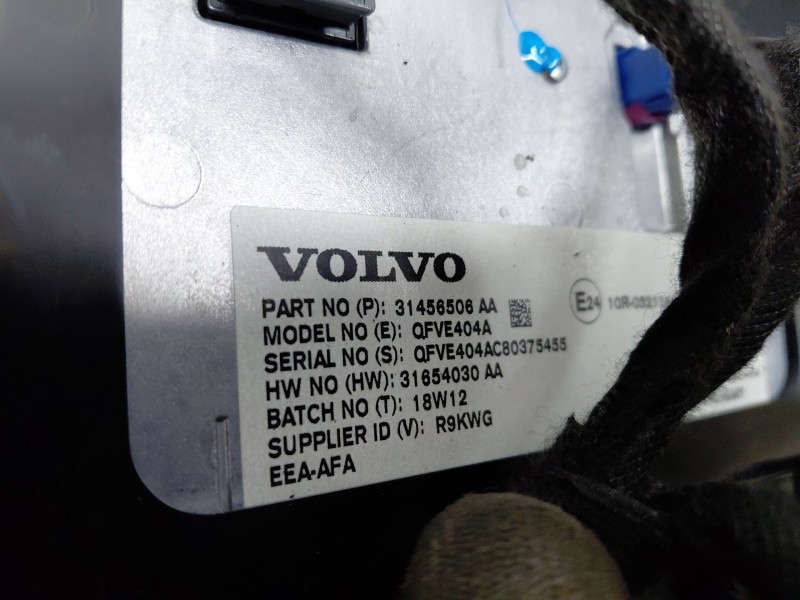 VOLVO
PART NO (P): 31456506 AA
MODEL NO (E): QFVE404A
SERIAL NO (S): QFVE404AC80375455
HW NO (HW): 31654030 AA
BATCH NO (T): 18W12
SUPPLIER ID (V): R9KWG
EEA-AFA
E24